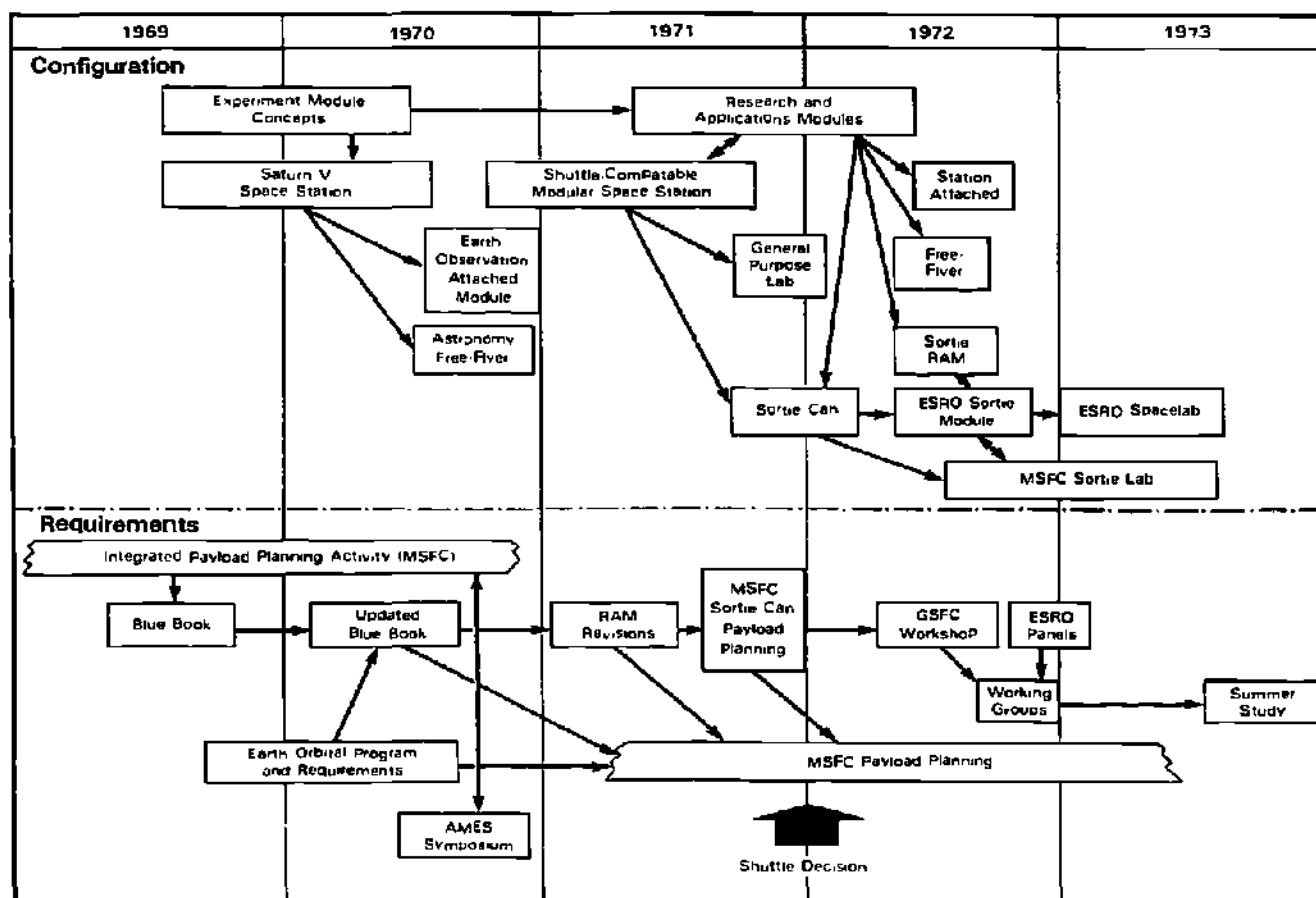 1969
1970
1971
1972
1973
Configuration
Experiment Module
Concepts
Research and
Applications Modules
Saturn V
Space Station
Shuttle-Compatable
Modular Space Station
Station
Attached
Earth
Observation
Attached
Module
General
Purpose
Lab
Free-
Flyer
Astronomy
Free-Flyer
Sortie
RAM
Sortie Can
ESRO Sortie
Module
ESRO Spacelab
MSFC Sortie Lab
Requirements
Integrated Payload Planning Activity (MSFC)
Blue Book
Updated
Blue Book
RAM
Revisions
MSFC
Sortie Can
Payload
Planning
GSFC
Workshop
ESRO
Panels
Working
Groups
Summer
Study
Earth Orbital Program
and Requirements
MSFC Payload Planning
AMES
Symposium
Shuttle Decision